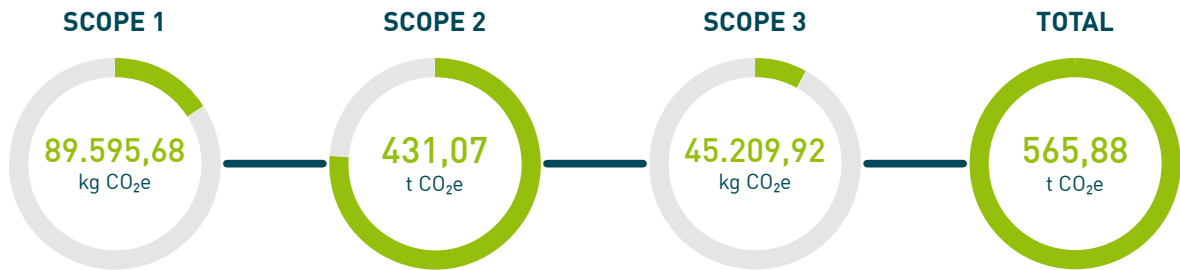 SCOPE 1
89.595,68
kg CO₂e
SCOPE 2
431,07
t CO₂e
SCOPE 3
45.209,92
kg CO₂e
TOTAL
565,88
t CO₂e